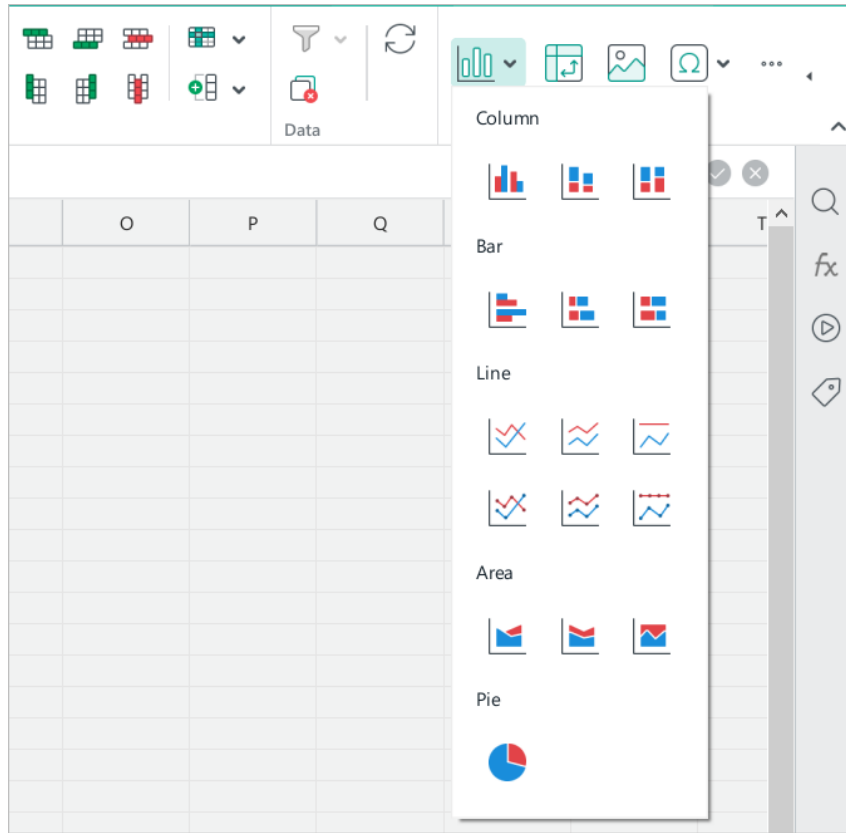 Ω
Data
Column
O P Q T
fx
Bar
Line
Area
Pie